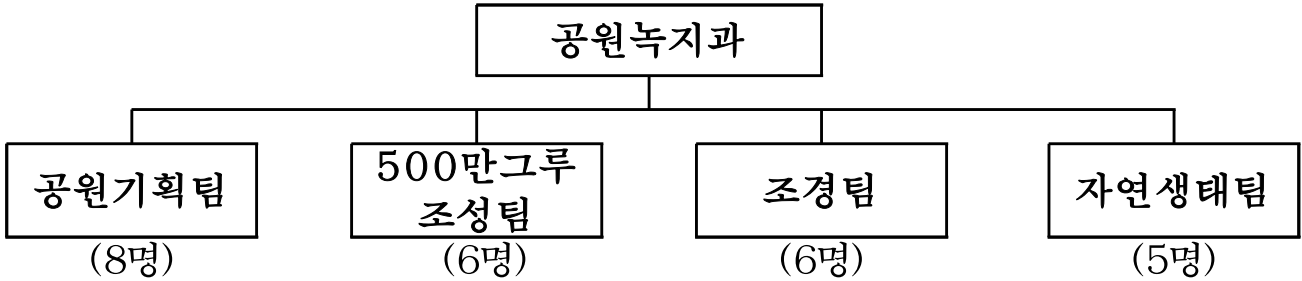 공원녹지과
공원기획팀
(8명)
500만그루
조성팀
(6명)
조경팀
(6명)
자연생태팀
(5명)